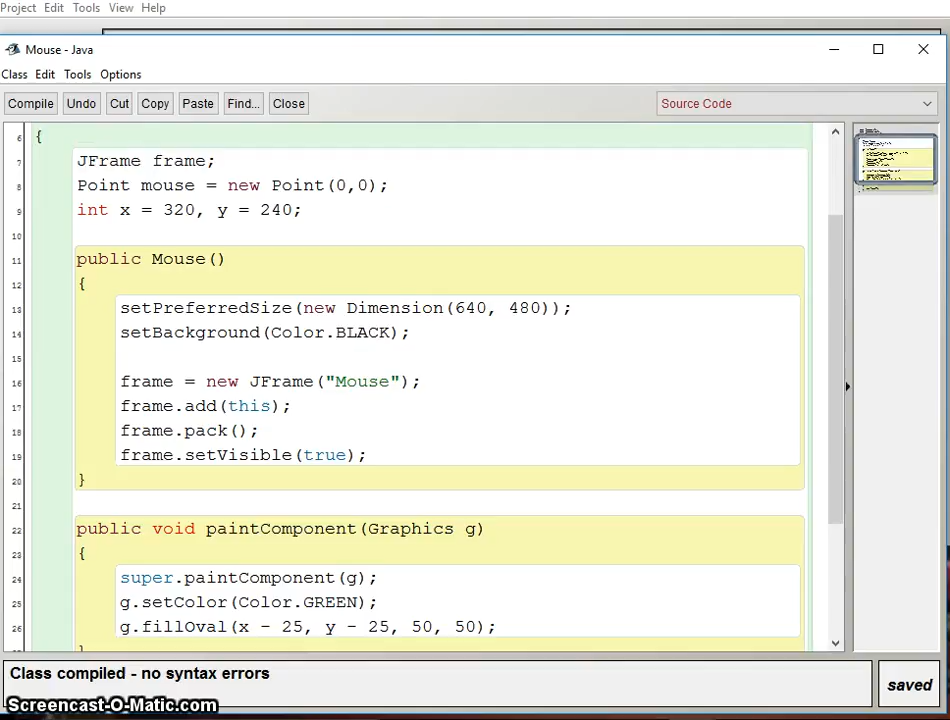 Project Edit Tools View Help
Mouse - Java
Class Edit Tools Options
Compile Undo Cut Copy Paste Find... Close Source Code
6 {
7 JFrame frame;
8 Point mouse = new Point(0,0);
9 int x = 320, y = 240;
10
11 public Mouse()
12 {
13 setPreferredSize(new Dimension(640, 480));
14 setBackground(Color.BLACK);
15
16 frame = new JFrame("Mouse");
17 frame.add(this);
18 frame.pack();
19 frame.setVisible(true);
20 }
21
22 public void paintComponent(Graphics g)
23 {
24 super.paintComponent(g);
25 g.setColor(Color.GREEN);
26 g.fillOval(x - 25, y - 25, 50, 50);
}
Class compiled - no syntax errors
saved
Screencast-O-Matic.com